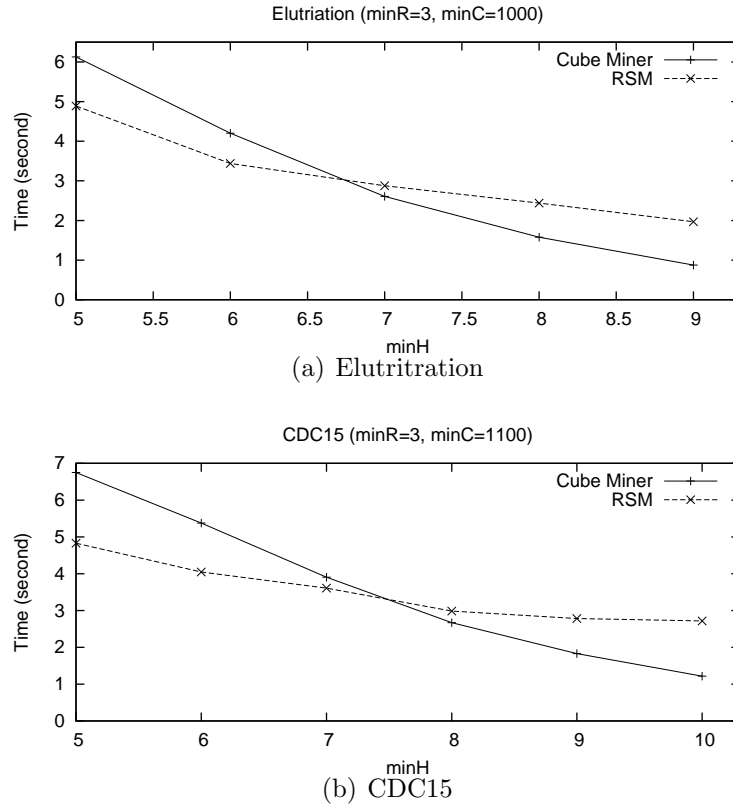 Elutriation (minR=3, minC=1000)
Cube Miner
RSM
6
5
4
3
2
1
0
Time (second)
5 5.5 6 6.5 7 7.5 8 8.5 9
minH
(a) Elutritration
CDC15 (minR=3, minC=1100)
Cube Miner
RSM
7
6
5
4
3
2
1
0
Time (second)
5 6 7 8 9 10
minH
(b) CDC15